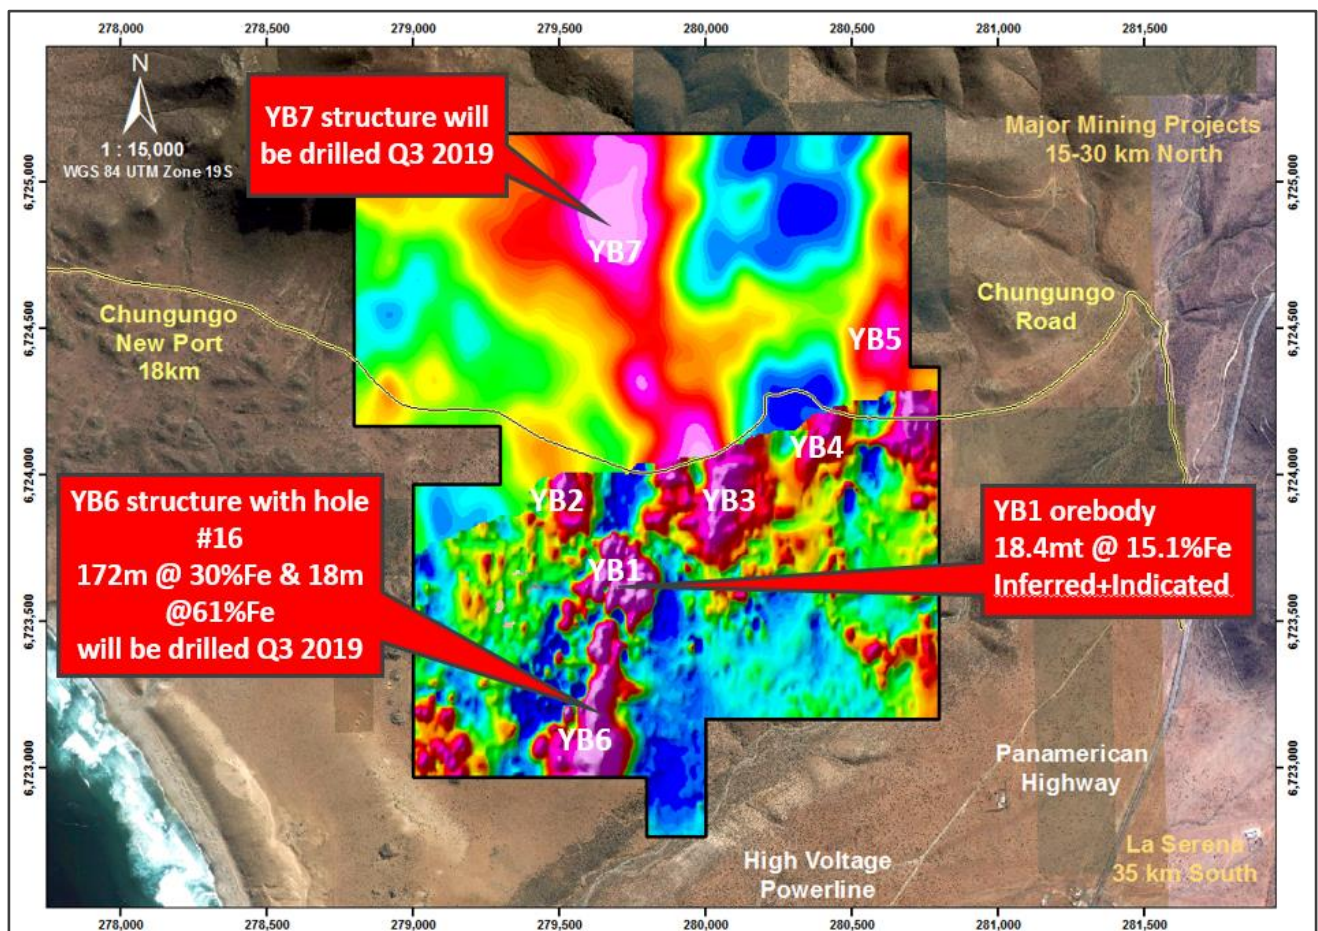 278,000 278,500 279,000 279,500 280,000 280,500 281,000 281,500
N
1 : 15,000
WGS 84 UTM Zone 19S
YB7 structure will
be drilled Q3 2019
Major Mining Projects
15-30 km North
6,725,000
6,725,000
YB7
Chungungo
New Port
18km
Chungungo
Road
6,724,500
6,724,500
YB5
YB4
6,724,000
6,724,000
YB2
YB3
YB6 structure with hole
#16
172m @ 30%Fe & 18m
@61%Fe
will be drilled Q3 2019
YB1
YB1 orebody
18.4mt @ 15.1%Fe
Inferred+Indicated
6,723,500
6,723,500
YB6
6,723,000
6,723,000
Panamerican
Highway
High Voltage
Powerline
La Serena
35 km South
278,000 278,500 279,000 279,500 280,000 280,500 281,000 281,500